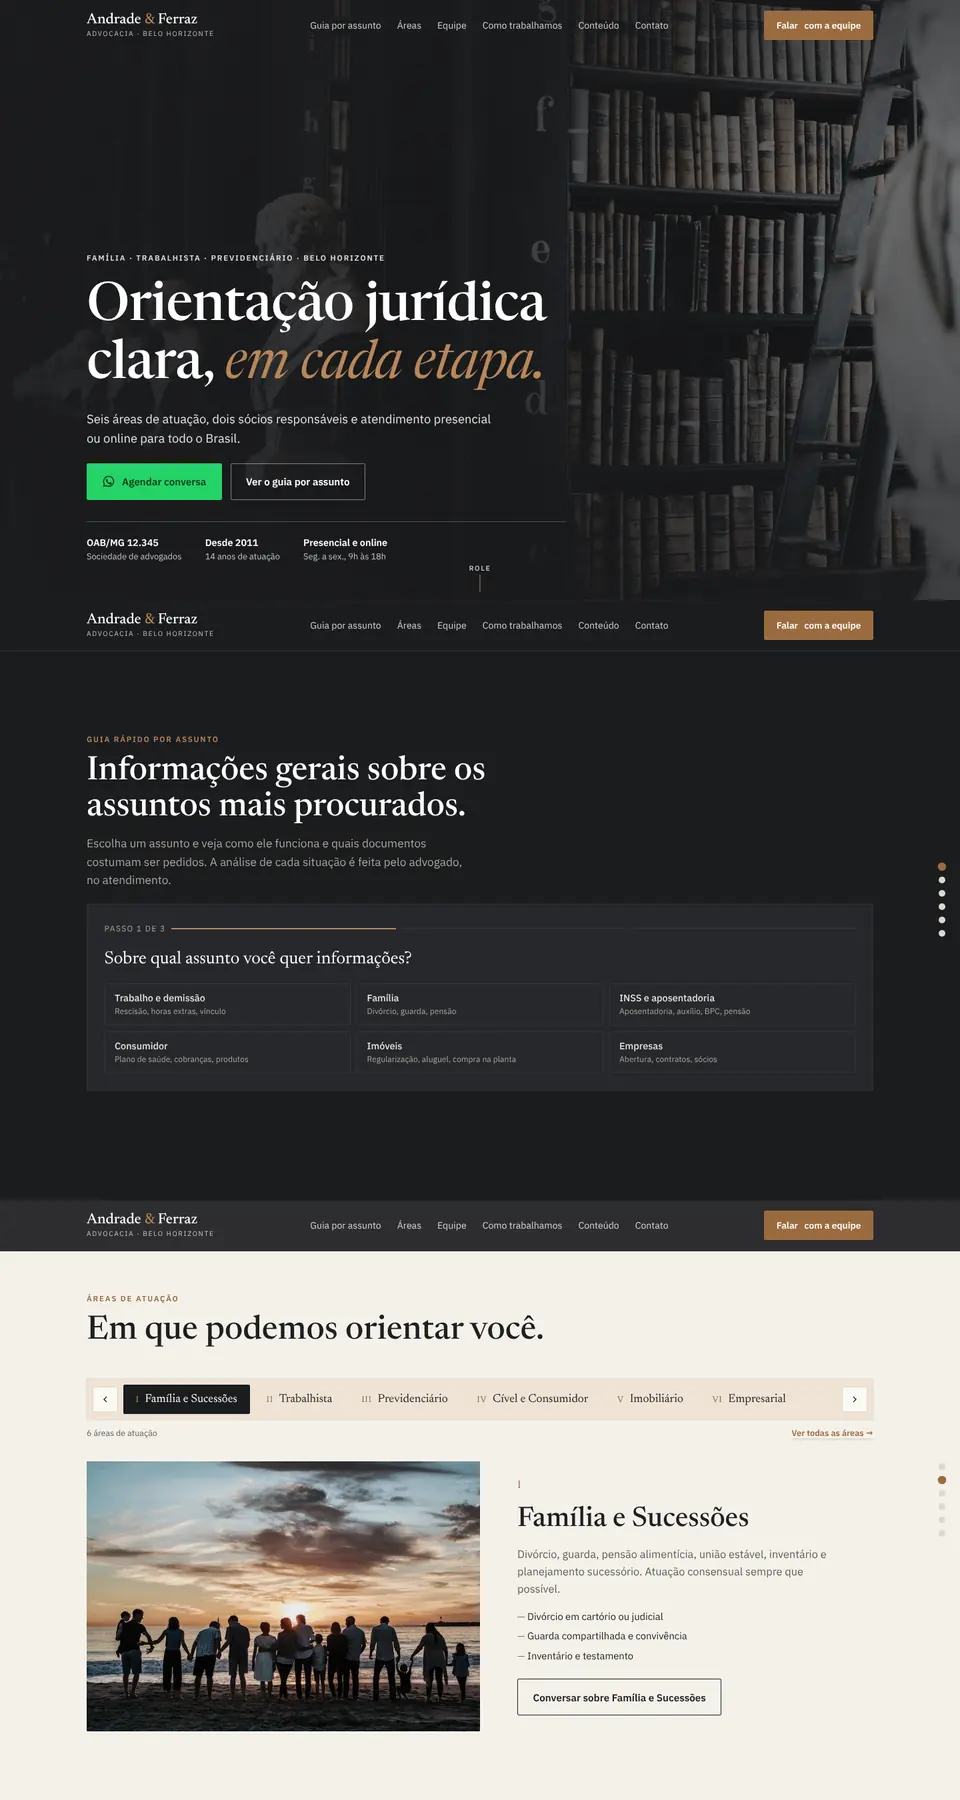 Andrade & Ferraz
ADVOCACIA · BELO HORIZONTE
Guia por assunto Áreas Equipe Como trabalhamos Conteúdo Contato
Falar com a equipe
f
h
g
e
d
FAMÍLIA · TRABALHISTA · PREVIDENCIÁRIO · BELO HORIZONTE
Orientação jurídica
clara, em cada etapa.
Seis áreas de atuação, dois sócios responsáveis e atendimento presencial
ou online para todo o Brasil.
Agendar conversa
Ver o guia por assunto
OAB/MG 12.345
Sociedade de advogados
Desde 2011
14 anos de atuação
Presencial e online
Seg. a sex., 9h às 18h
ROLE
Andrade & Ferraz
ADVOCACIA · BELO HORIZONTE
Guia por assunto Áreas Equipe Como trabalhamos Conteúdo Contato
Falar com a equipe
GUIA RÁPIDO POR ASSUNTO
Informações gerais sobre os
assuntos mais procurados.
Escolha um assunto e veja como ele funciona e quais documentos
costumam ser pedidos. A análise de cada situação é feita pelo advogado,
no atendimento.
PASSO 1 DE 3
Sobre qual assunto você quer informações?
Trabalho e demissão
Rescisão, horas extras, vínculo
Família
Divórcio, guarda, pensão
INSS e aposentadoria
Aposentadoria, auxílio, BPC, pensão
Consumidor
Plano de saúde, cobranças, produtos
Imóveis
Regularização, aluguel, compra na planta
Empresas
Abertura, contratos, sócios
Andrade & Ferraz
ADVOCACIA · BELO HORIZONTE
Guia por assunto Áreas Equipe Como trabalhamos Conteúdo Contato
Falar com a equipe
ÁREAS DE ATUAÇÃO
Em que podemos orientar você.
‹ I Família e Sucessões II Trabalhista III Previdenciário IV Cível e Consumidor V Imobiliário VI Empresarial ›
6 áreas de atuação
Ver todas as áreas →
I
Família e Sucessões
Divórcio, guarda, pensão alimentícia, união estável, inventário e
planejamento sucessório. Atuação consensual sempre que
possível.
— Divórcio em cartório ou judicial
— Guarda compartilhada e convivência
— Inventário e testamento
Conversar sobre Família e Sucessões